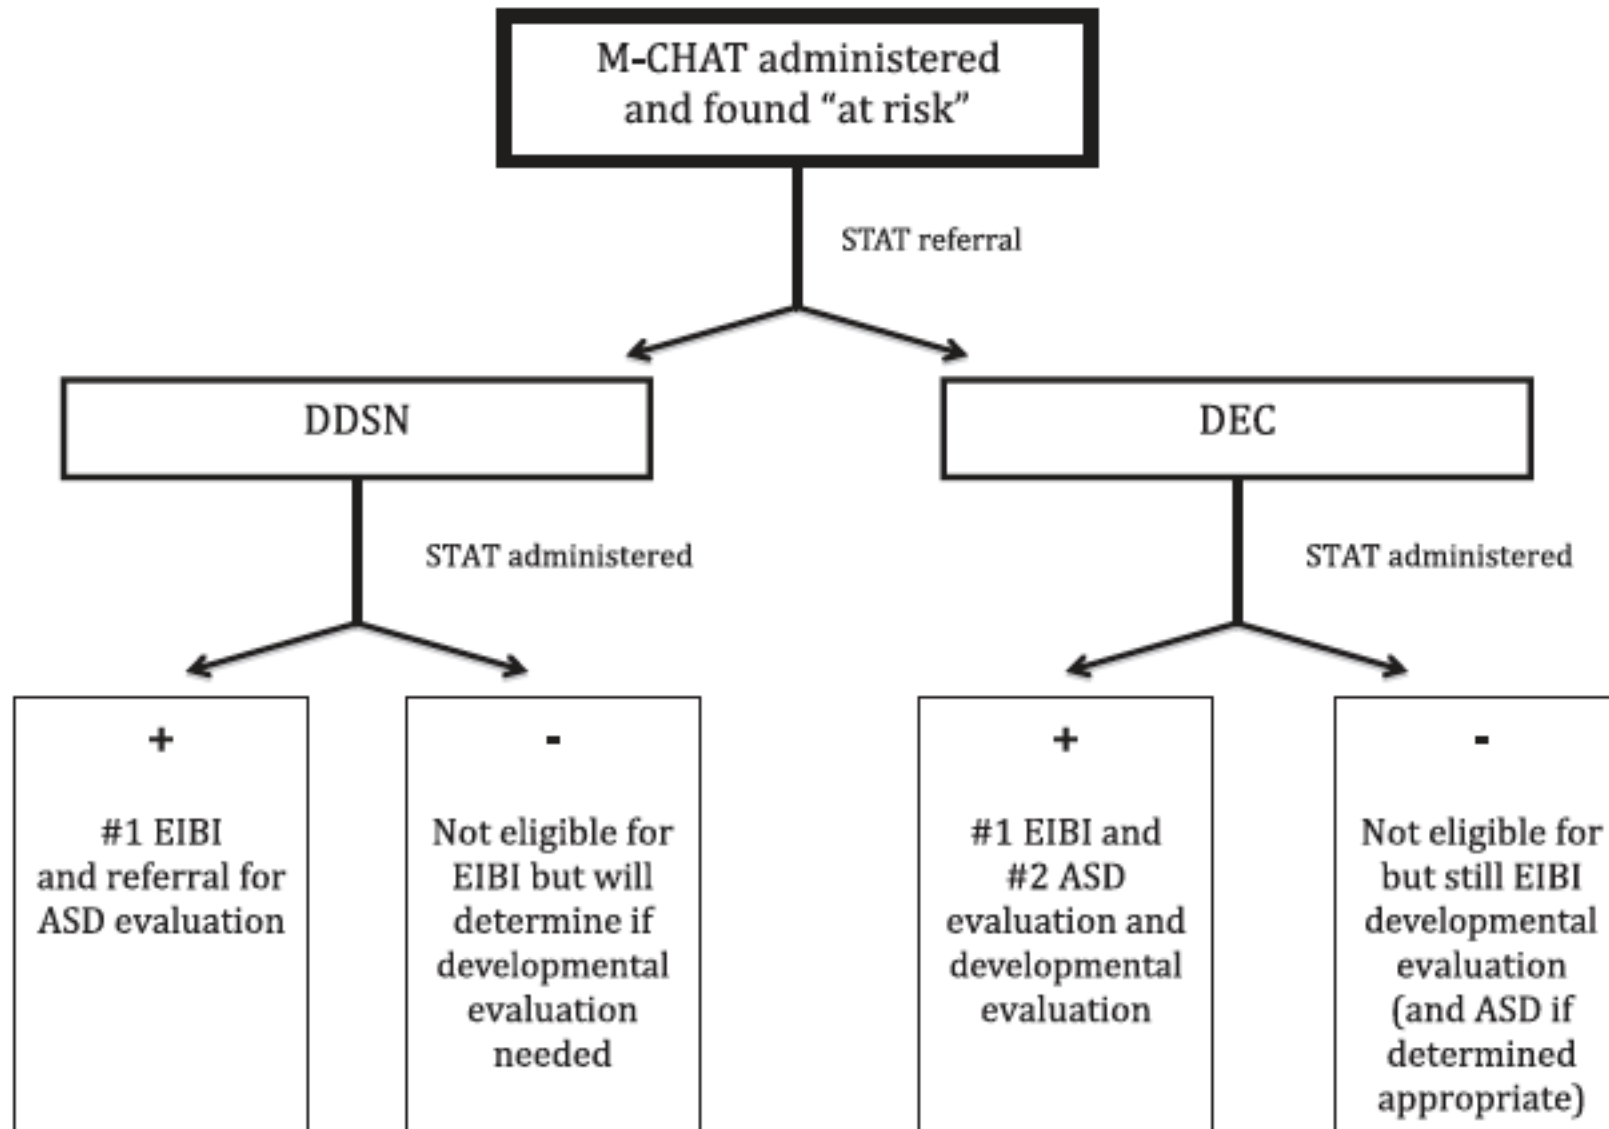 M-CHAT administered
and found “at risk”
STAT referral
DDSN
DEC
STAT administered
STAT administered
+
#1 EIBI
and referral for
ASD evaluation
-
Not eligible for
EIBI but will
determine if
developmental
evaluation
needed
+
#1 EIBI and
#2 ASD
evaluation and
developmental
evaluation
-
Not eligible for
but still EIBI
developmental
evaluation
(and ASD if
determined
appropriate)